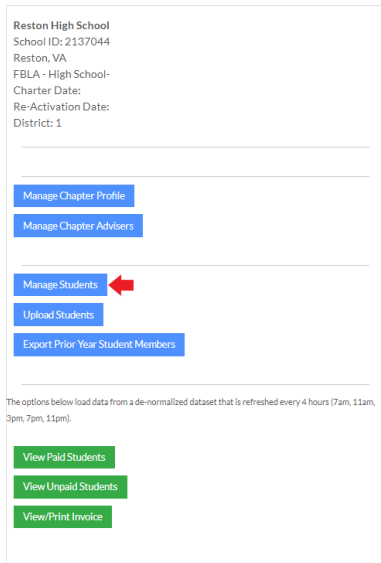 Reston High School
School ID: 2137044
Reston, VA
FBLA - High School-
Charter Date:
Re-Activation Date:
District: 1
Manage Chapter Profile
Manage Chapter Advisers
Manage Students
Upload Students
Export Prior Year Student Members
The options below load data from a de-normalized dataset that is refreshed every 4 hours (7am, 11am,
3pm, 7pm, 11pm).
View Paid Students
View Unpaid Students
View/Print Invoice